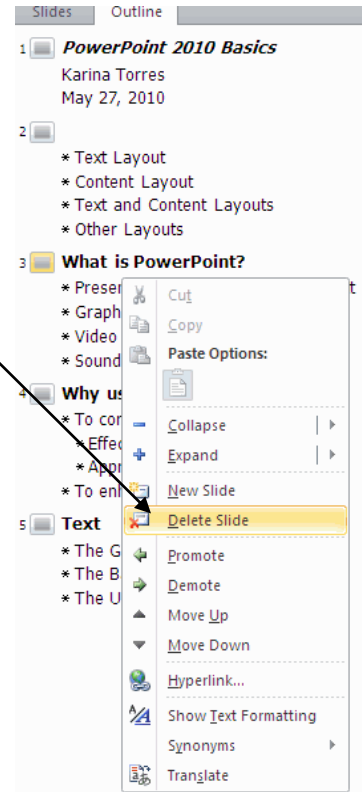 Slides Outline
1 PowerPoint 2010 Basics
Karina Torres
May 27, 2010
2
* Text Layout
* Content Layout
* Text and Content Layouts
* Other Layouts
3 What is PowerPoint?
* Presen t
* Graph
* Video
* Sound
4 Why us
* To con
* Effec
* Appr
* To enh
5 Text
* The G
* The B
* The U
Cut
Copy
Paste Options:
Collapse
Expand
New Slide
Delete Slide
Promote
Demote
Move Up
Move Down
Hyperlink...
Show Text Formatting
Synonyms
Translate